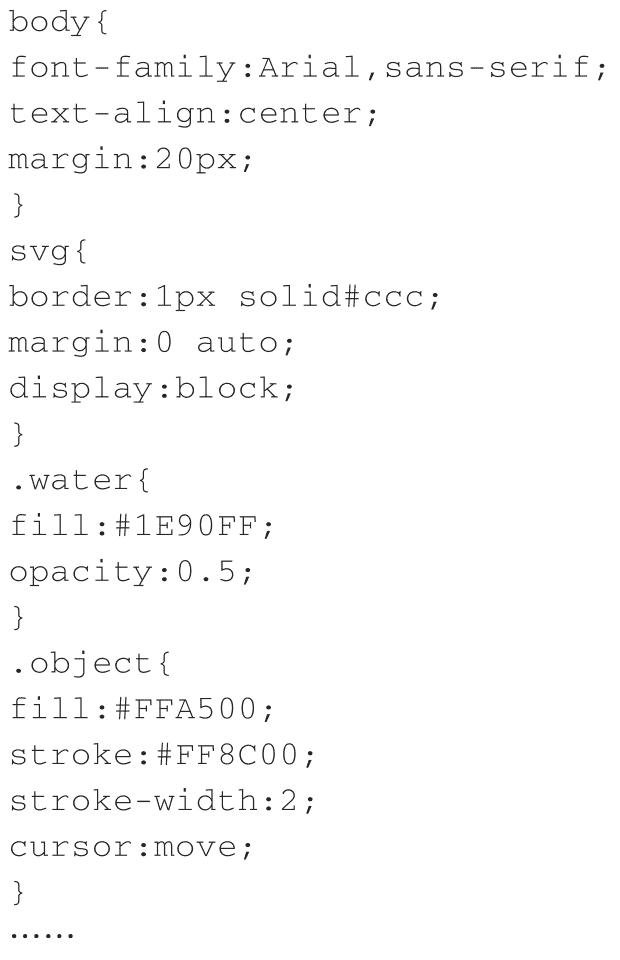 body{
font-family:Arial,sans-serif;
text-align:center;
margin:20px;
}
svg{
border:1px solid#ccc;
margin:0 auto;
display:block;
}
.water{
fill:#1E90FF;
opacity:0.5;
}
.object{
fill:#FFA500;
stroke:#FF8C00;
stroke-width:2;
cursor:move;
}
……